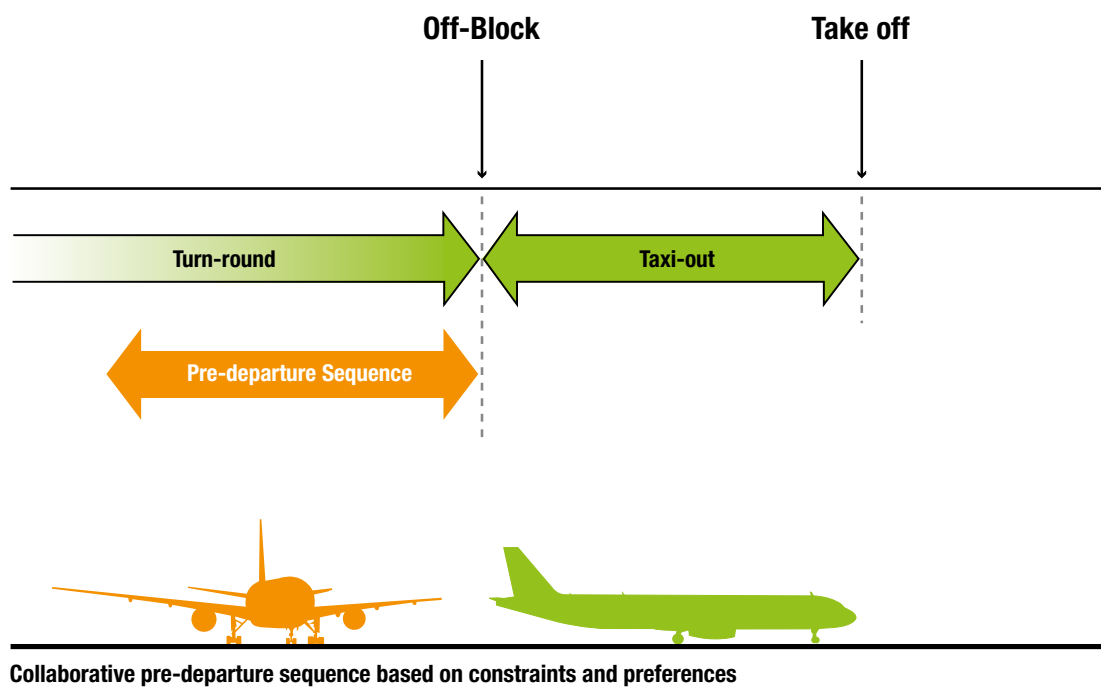 Off-Block
Take off
Turn-round
Taxi-out
Pre-departure Sequence
Collaborative pre-departure sequence based on constraints and preferences